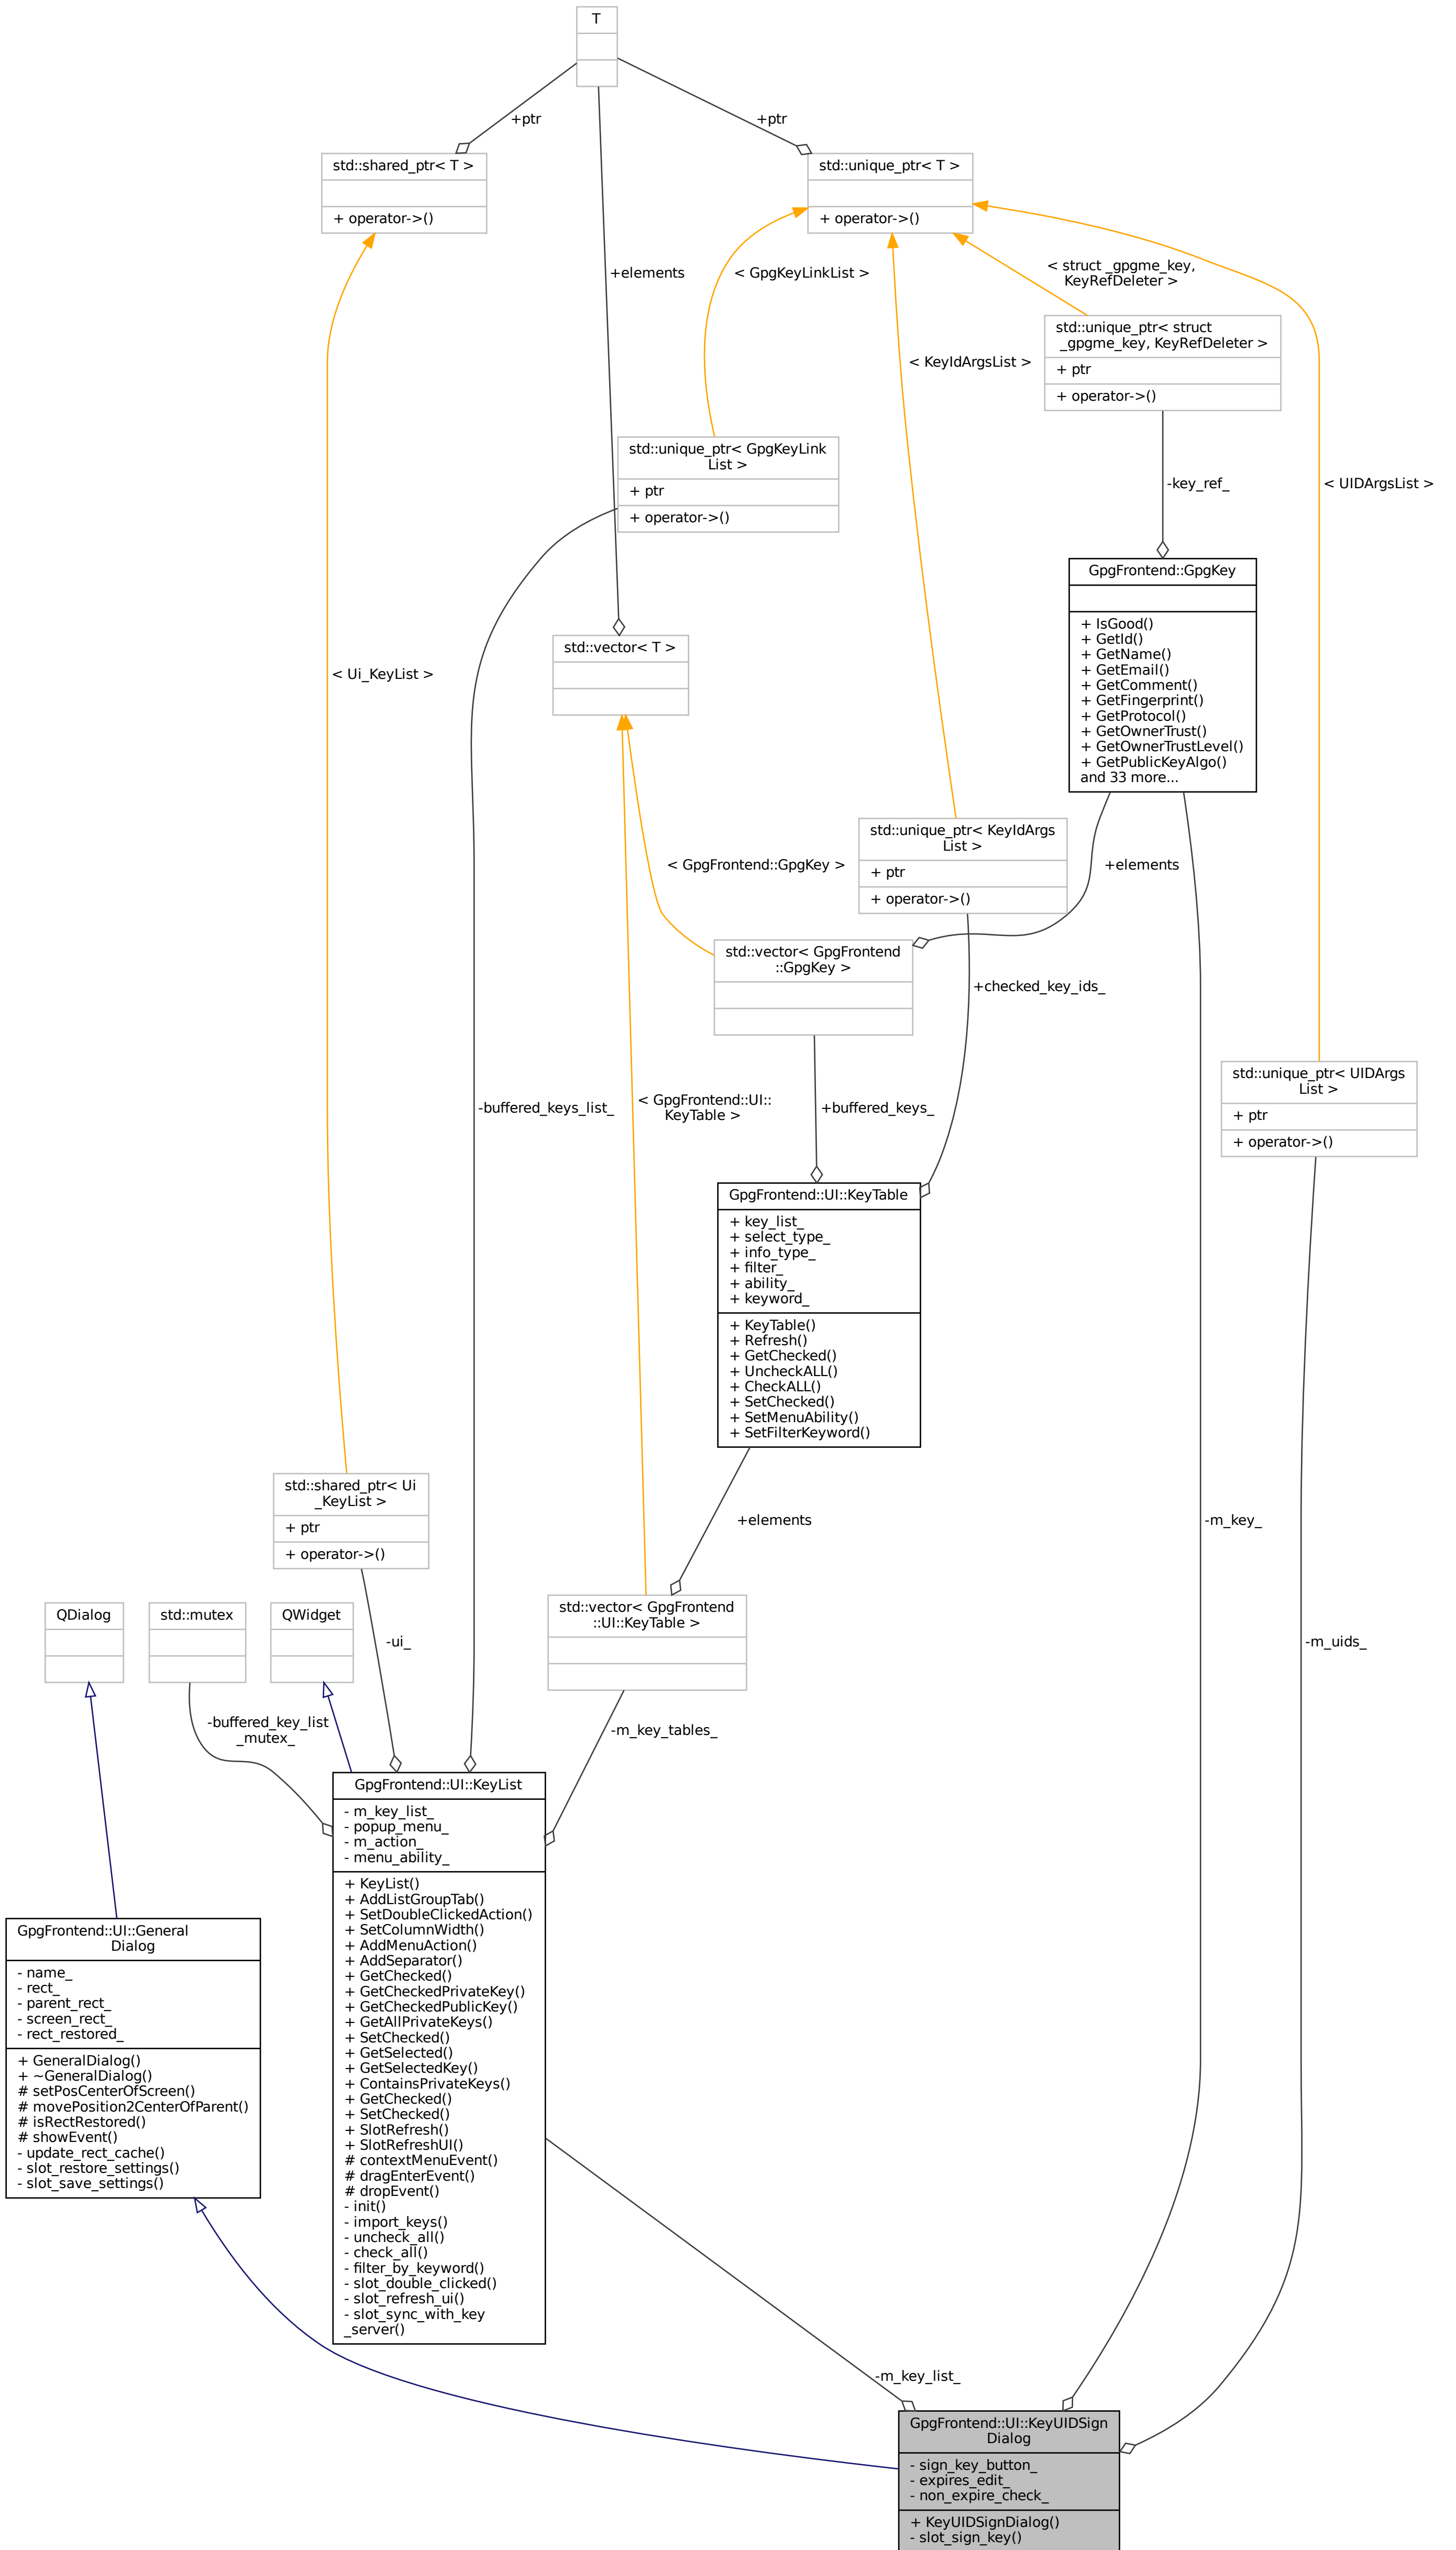 T
+ptr
+ptr
std::shared_ptr< T >
+ operator->()
std::unique_ptr< T >
+ operator->()
+elements
< GpgKeyLinkList >
< struct _gpgme_key,
KeyRefDeleter >
std::unique_ptr< struct
_gpgme_key, KeyRefDeleter >
+ ptr
+ operator->()
< KeyIdArgsList >
std::unique_ptr< GpgKeyLink
List >
+ ptr
+ operator->()
-key_ref_
< UIDArgsList >
GpgFrontend::GpgKey
+ IsGood()
+ GetId()
+ GetName()
+ GetEmail()
+ GetComment()
+ GetFingerprint()
+ GetProtocol()
+ GetOwnerTrust()
+ GetOwnerTrustLevel()
+ GetPublicKeyAlgo()
and 33 more...
std::vector< T >
< Ui_KeyList >
std::unique_ptr< KeyIdArgs
List >
+ ptr
+ operator->()
< GpgFrontend::GpgKey >
+elements
std::vector< GpgFrontend
::GpgKey >
+checked_key_ids_
std::unique_ptr< UIDArgs
List >
+ ptr
+ operator->()
-buffered_keys_list_
< GpgFrontend::UI::
KeyTable >
+buffered_keys_
GpgFrontend::UI::KeyTable
+ key_list_
+ select_type_
+ info_type_
+ filter_
+ ability_
+ keyword_
+ KeyTable()
+ Refresh()
+ GetChecked()
+ UncheckALL()
+ CheckALL()
+ SetChecked()
+ SetMenuAbility()
+ SetFilterKeyword()
std::shared_ptr< Ui
_KeyList >
+ ptr
+ operator->()
+elements
-m_key_
std::vector< GpgFrontend
::UI::KeyTable >
QDialog
std::mutex
QWidget
-ui_
-m_uids_
-buffered_key_list
_mutex_
-m_key_tables_
GpgFrontend::UI::KeyList
- m_key_list_
- popup_menu_
- m_action_
- menu_ability_
+ KeyList()
+ AddListGroupTab()
+ SetDoubleClickedAction()
+ SetColumnWidth()
+ AddMenuAction()
+ AddSeparator()
+ GetChecked()
+ GetCheckedPrivateKey()
+ GetCheckedPublicKey()
+ GetAllPrivateKeys()
+ SetChecked()
+ GetSelected()
+ GetSelectedKey()
+ ContainsPrivateKeys()
+ GetChecked()
+ SetChecked()
+ SlotRefresh()
+ SlotRefreshUI()
# contextMenuEvent()
# dragEnterEvent()
# dropEvent()
- init()
- import_keys()
- uncheck_all()
- check_all()
- filter_by_keyword()
- slot_double_clicked()
- slot_refresh_ui()
- slot_sync_with_key
_server()
GpgFrontend::UI::General
Dialog
- name_
- rect_
- parent_rect_
- screen_rect_
- rect_restored_
+ GeneralDialog()
+ ~GeneralDialog()
# setPosCenterOfScreen()
# movePosition2CenterOfParent()
# isRectRestored()
# showEvent()
- update_rect_cache()
- slot_restore_settings()
- slot_save_settings()
-m_key_list_
GpgFrontend::UI::KeyUIDSign
Dialog
- sign_key_button_
- expires_edit_
- non_expire_check_
+ KeyUIDSignDialog()
- slot_sign_key()